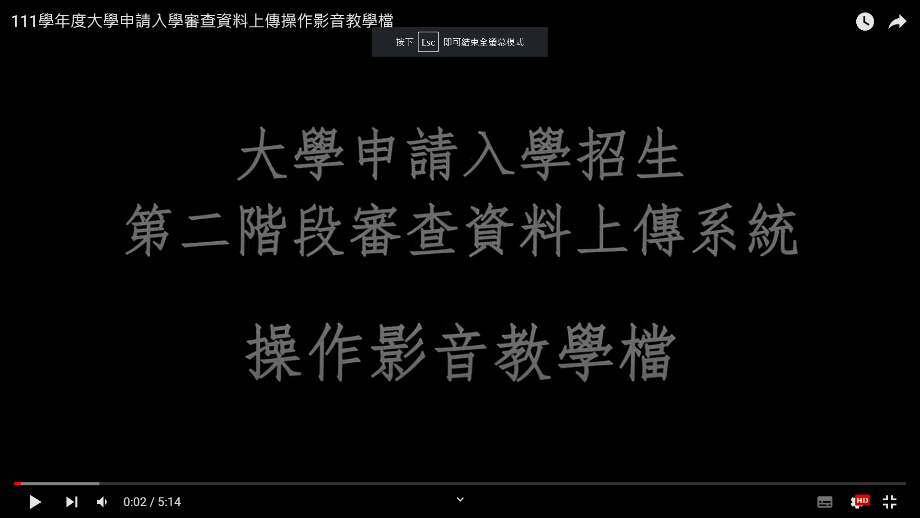 111學年度大學申請入學審查資料上傳操作影音教學檔
按下 Esc 即可結束全螢幕模式
大學申請入學招生
第二階段審查資料上傳系統
操作影音教學檔
0:02 / 5:14
HD